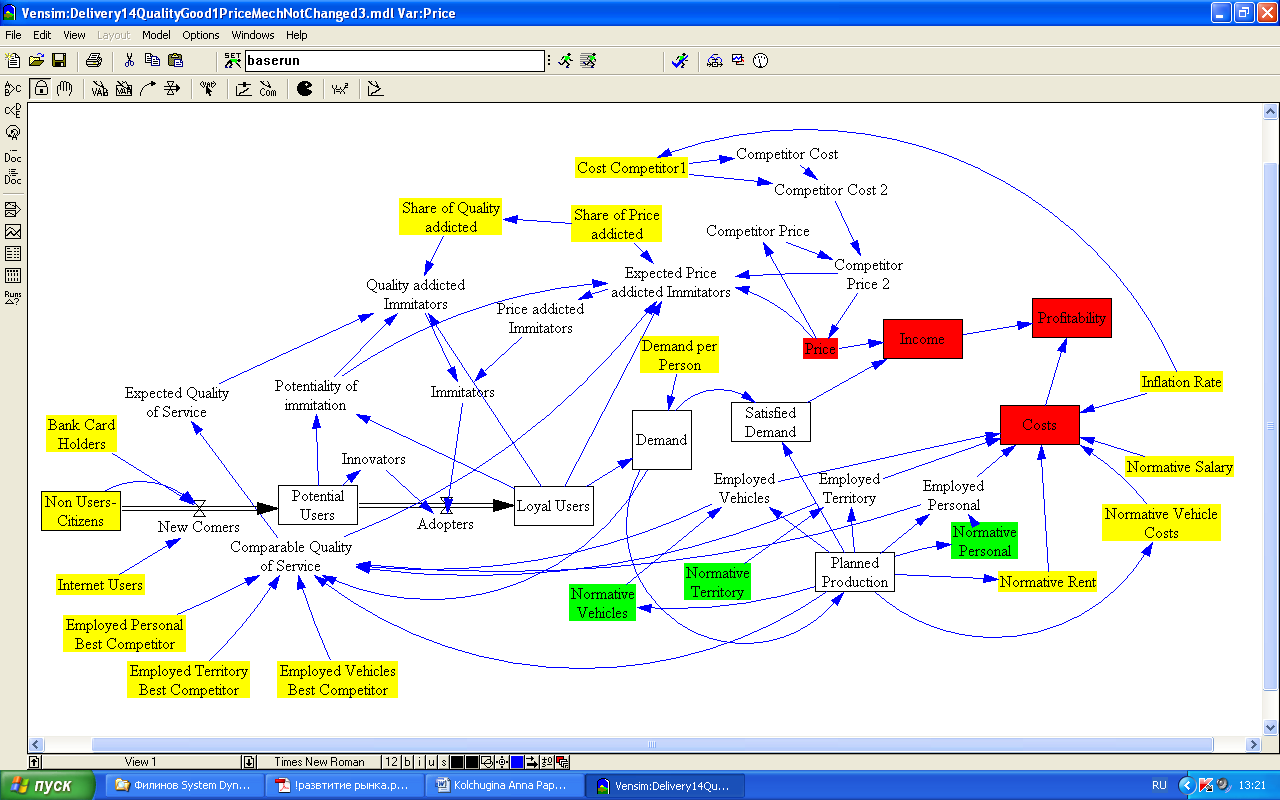 Vensim:Delivery14QualityGood1PriceMechNotChanged3.mdl Var:Price
File Edit View Layout Model Options Windows Help
SET baserun
VAB
Com
Doc
Doc
Runs
Cost Competitor1
Competitor Cost
Competitor Cost 2
Share of Quality
addicted
Share of Price
addicted
Competitor Price
Competitor
Price 2
Expected Price
addicted Immitators
Quality addicted
Immitators
Price addicted
Immitators
Price
Income
Profitability
Demand per
Person
Inflation Rate
Expected Quality
of Service
Potentiality of
immitation
Immitators
Bank Card
Holders
Demand
Satisfied
Demand
Costs
Innovators
Normative Salary
Non Users-
Citizens
New Comers
Potential
Users
Adopters
Loyal Users
Employed
Vehicles
Employed
Territory
Employed
Personal
Normative Vehicle
Costs
Normative
Personal
Comparable Quality
of Service
Internet Users
Normative
Vehicles
Normative
Territory
Planned
Production
Normative Rent
Employed Personal
Best Competitor
Employed Territory
Best Competitor
Employed Vehicles
Best Competitor
View 1
Times New Roman 12 b i u s
пуск
Филинов System Dyn...
!развтитие рынка.p...
Kolchugina Anna Pap...
Vensim:Delivery14Qu...
RU
13:21